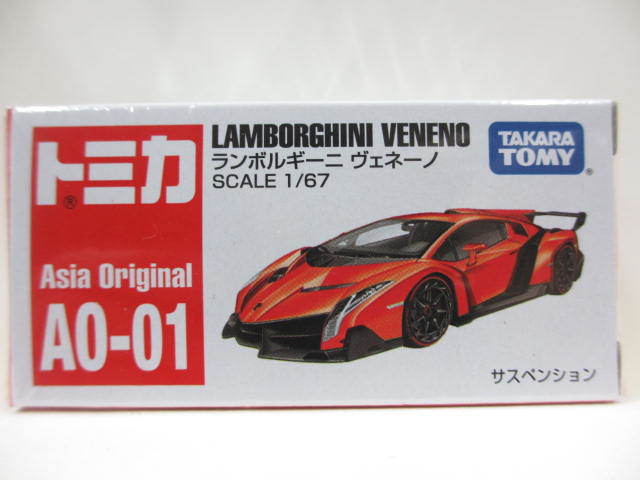 トミカ
®
Asia Original
AO-01
LAMBORGHINI VENENO
ランボルギーニ ヴェネーノ
SCALE 1/67
TAKARA
TOMY
®
サスペンション